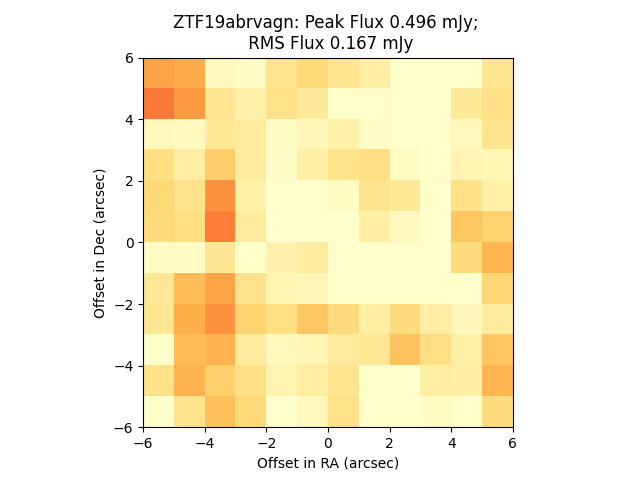 ZTF19abrvagn: Peak Flux 0.496 mJy;
RMS Flux 0.167 mJy
6
4
2
0
−2
−4
−6
Offset in Dec (arcsec)
−6 −4 −2 0 2 4 6
Offset in RA (arcsec)